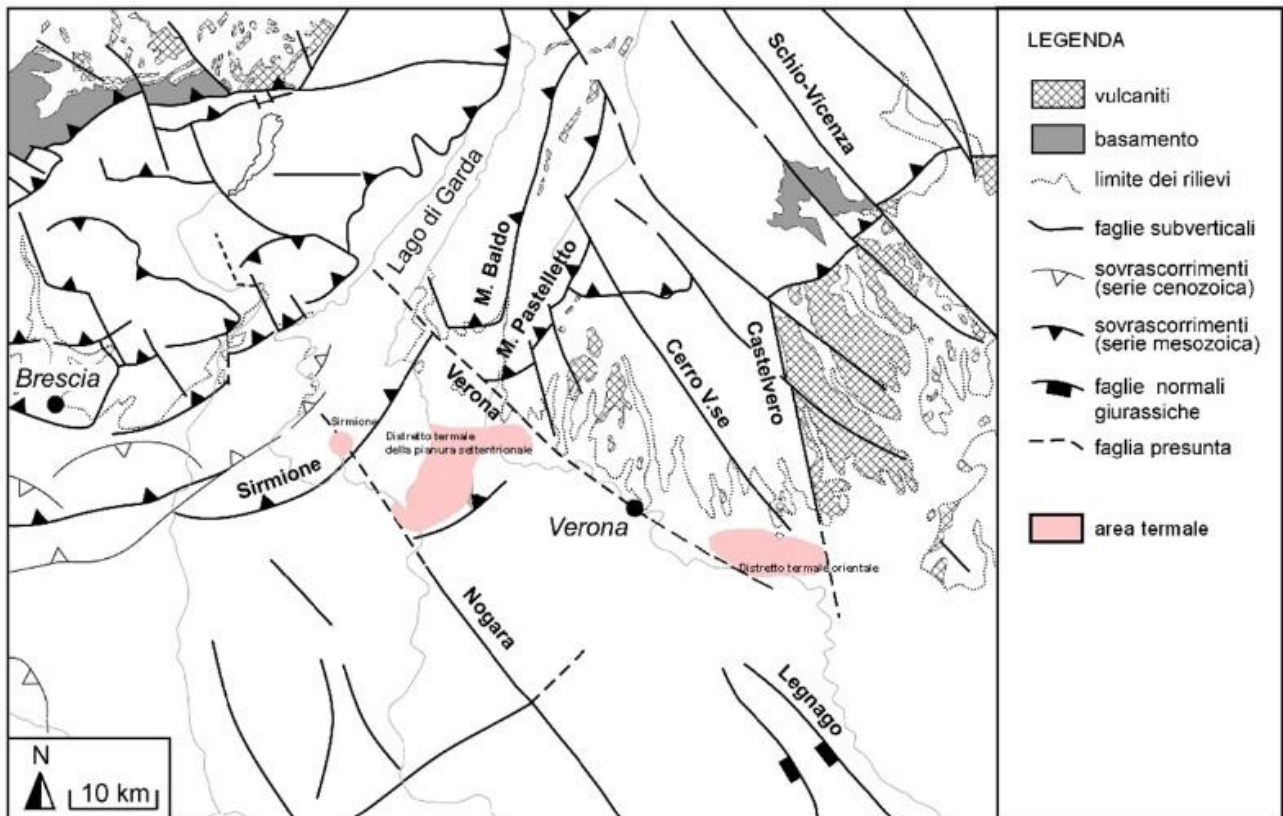 Schio-Vicenza
Lago di Garda
M. Baldo
M. Pastelletto
Castelvero
Cerro V.se
Verona
Brescia
Sirmione
Distretto termale
della pianura settentrionale
Sirmione
Verona
Distretto termale orientale
Nogara
Legnago
N
10 km
LEGENDA
vulcaniti
basamento
limite dei rilievi
faglie subverticali
sovrascorrimenti
(serie cenozoica)
sovrascorrimenti
(serie mesozoica)
faglie normali
giurassiche
faglia presunta
area termale